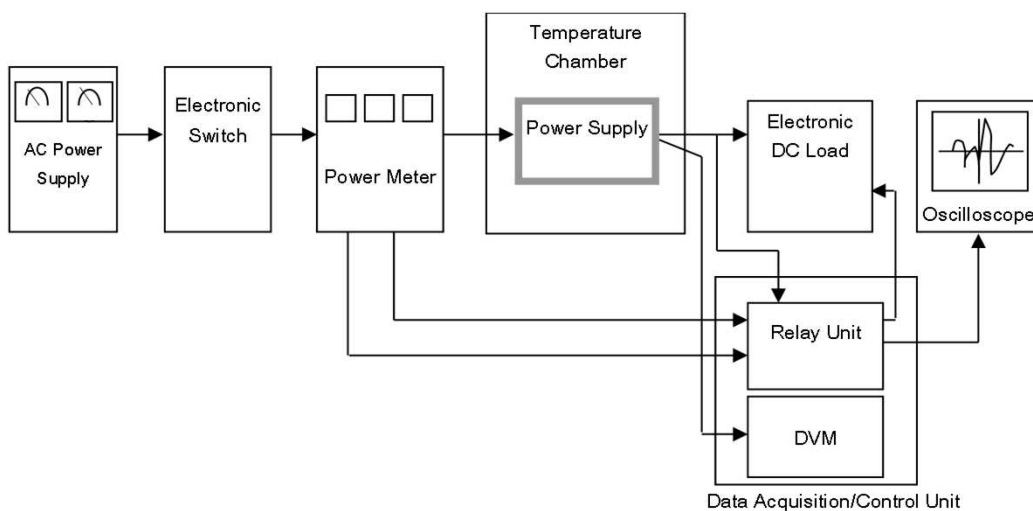 AC Power
Supply
Electronic
Switch
Power Meter
Temperature
Chamber
Power Supply
Electronic
DC Load
Oscilloscope
Relay Unit
DVM
Data Acquisition/Control Unit